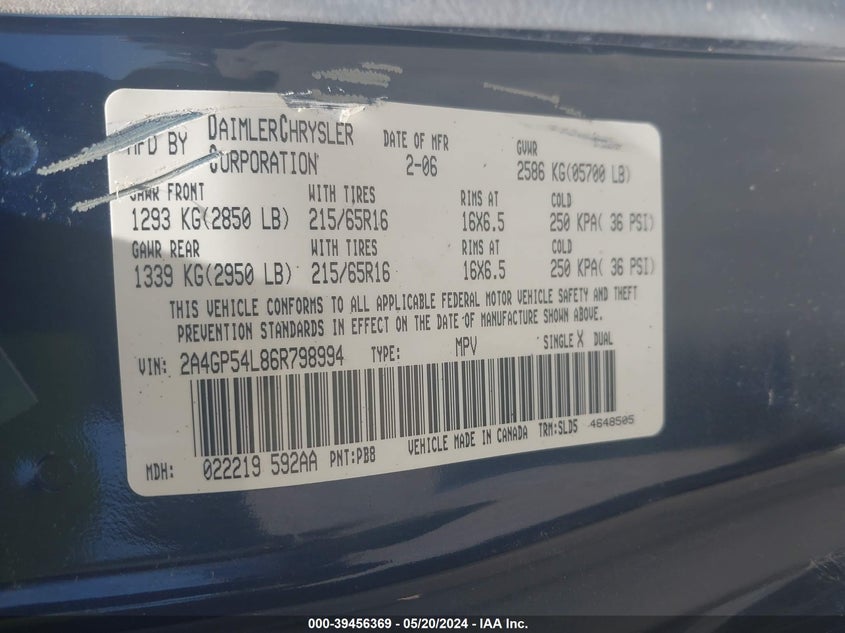 MFD BY DAIMLERCHRYSLER CORPORATION DATE OF MFR 2-06 GVWR 2586 KG(05700 LB)
GAWR FRONT WITH TIRES RIMS AT COLD
1293 KG(2850 LB) 215/65R16 16X6.5 250 KPA( 36 PSI)
GAWR REAR WITH TIRES RIMS AT COLD
1339 KG(2950 LB) 215/65R16 16X6.5 250 KPA( 36 PSI)
THIS VEHICLE CONFORMS TO ALL APPLICABLE FEDERAL MOTOR VEHICLE SAFETY AND THEFT
PREVENTION STANDARDS IN EFFECT ON THE DATE OF MANUFACTURE SHOWN ABOVE.
VIN: 2A4GP54L86R798994 TYPE: MPV SINGLE X DUAL
MDH: 022219 592AA PNT:PB8 VEHICLE MADE IN CANADA TRM:SLD5 4648505
000-39456369 - 05/20/2024 - IAA Inc.